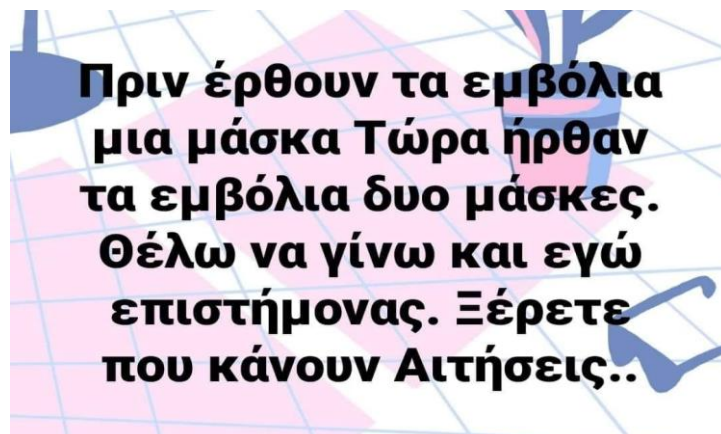 Πριν έρθουν τα εμβόλια
μια μάσκα Τώρα ήρθαν
τα εμβόλια δυο μάσκες.
Θέλω να γίνω και εγώ
επιστήμονας. Ξέρετε
που κάνουν Αιτήσεις..